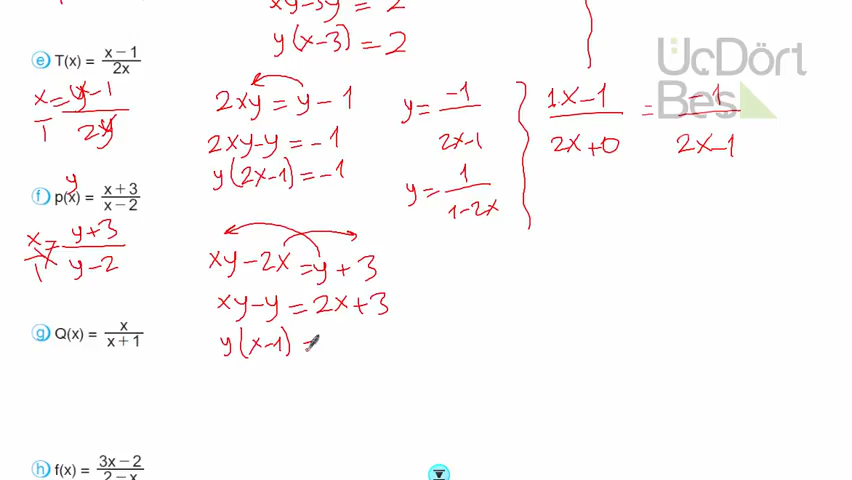 xy-3y = 2
y(x-3) = 2
ÜçDört
Beş
e T(x) = x-1/2x
x/1 = y-1/2y
2xy = y-1
2xy-y = -1
y(2x-1) = -1
y = -1/2x-1
y = 1/1-2x
1x-1/2x+0 = -1/2x-1
f p(x) = x+3/x-2
y
x/1 = y+3/y-2
xy-2x = y+3
xy-y = 2x+3
y(x-1) =
g Q(x) = x/x+1
h f(x) = 3x-2/2-x